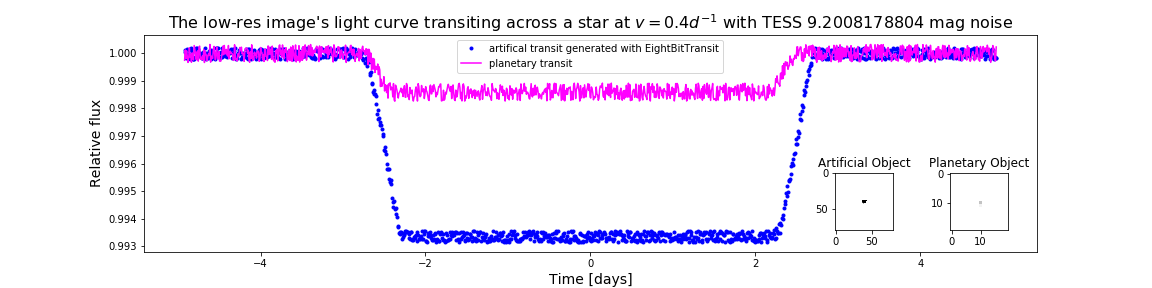 The low-res image's light curve transiting across a star at v = 0.4d⁻¹ with TESS 9.2008178804 mag noise
artifical transit generated with EightBitTransit
planetary transit
Relative flux
1.000
0.999
0.998
0.997
0.996
0.995
0.994
0.993
Artificial Object
0
50
0 50
Planetary Object
0
10
0 10
−4 −2 0 2 4
Time [days]